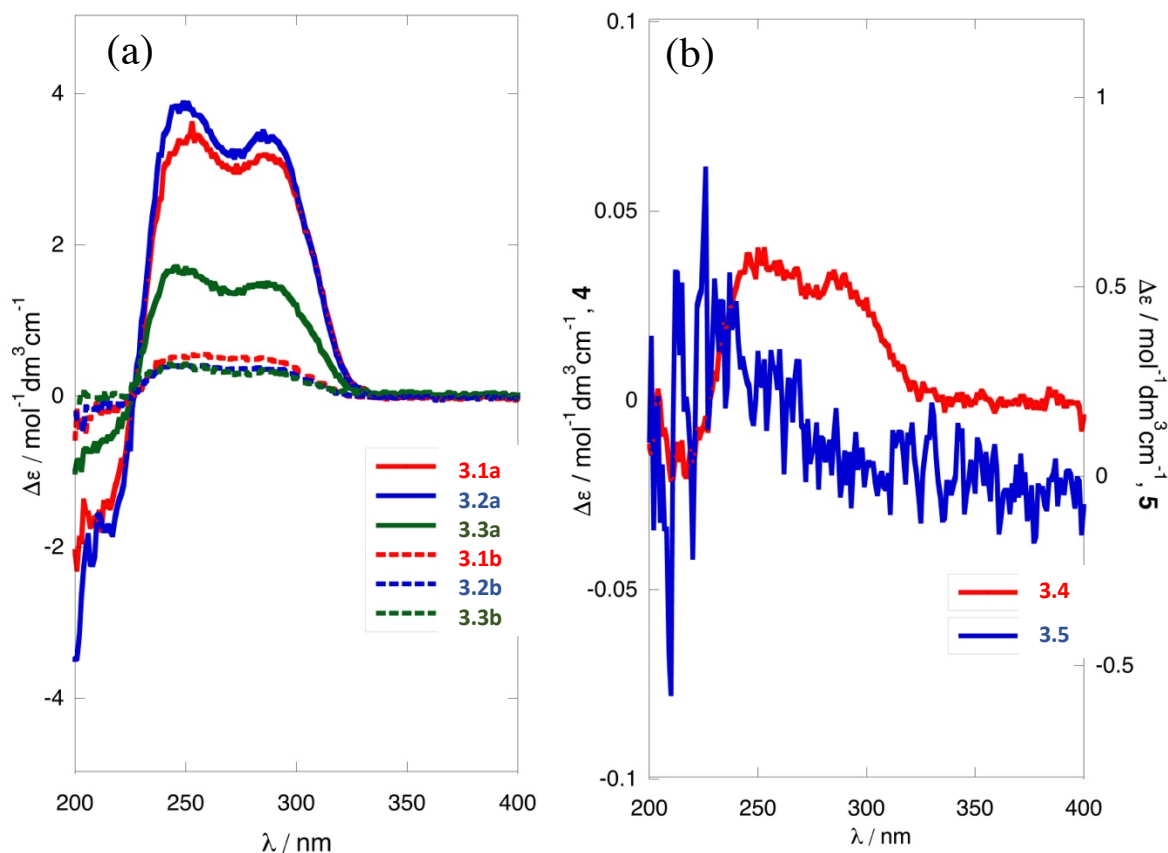 (a)
4
2
0
-2
-4
Δε / mol⁻¹dm³cm⁻¹
3.1a
3.2a
3.3a
3.1b
3.2b
3.3b
200
250
300
350
400
λ / nm
(b)
0.1
0.05
0
-0.05
-0.1
Δε / mol⁻¹dm³cm⁻¹, 4
1
0.5
0
-0.5
Δε / mol⁻¹dm³cm⁻¹, 5
3.4
3.5
200
250
300
350
400
λ / nm